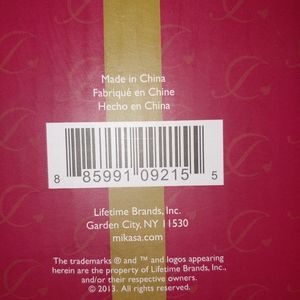 Made in China
Fabriqué en Chine
Hecho en China
8 85991 09215 5
Lifetime Brands, Inc.
Garden City, NY 11530
mikasa.com
The trademarks ® and ™ and logos appearing
herein are the property of Lifetime Brands, Inc.,
and/or their respective owners.
© 2013. All rights reserved.